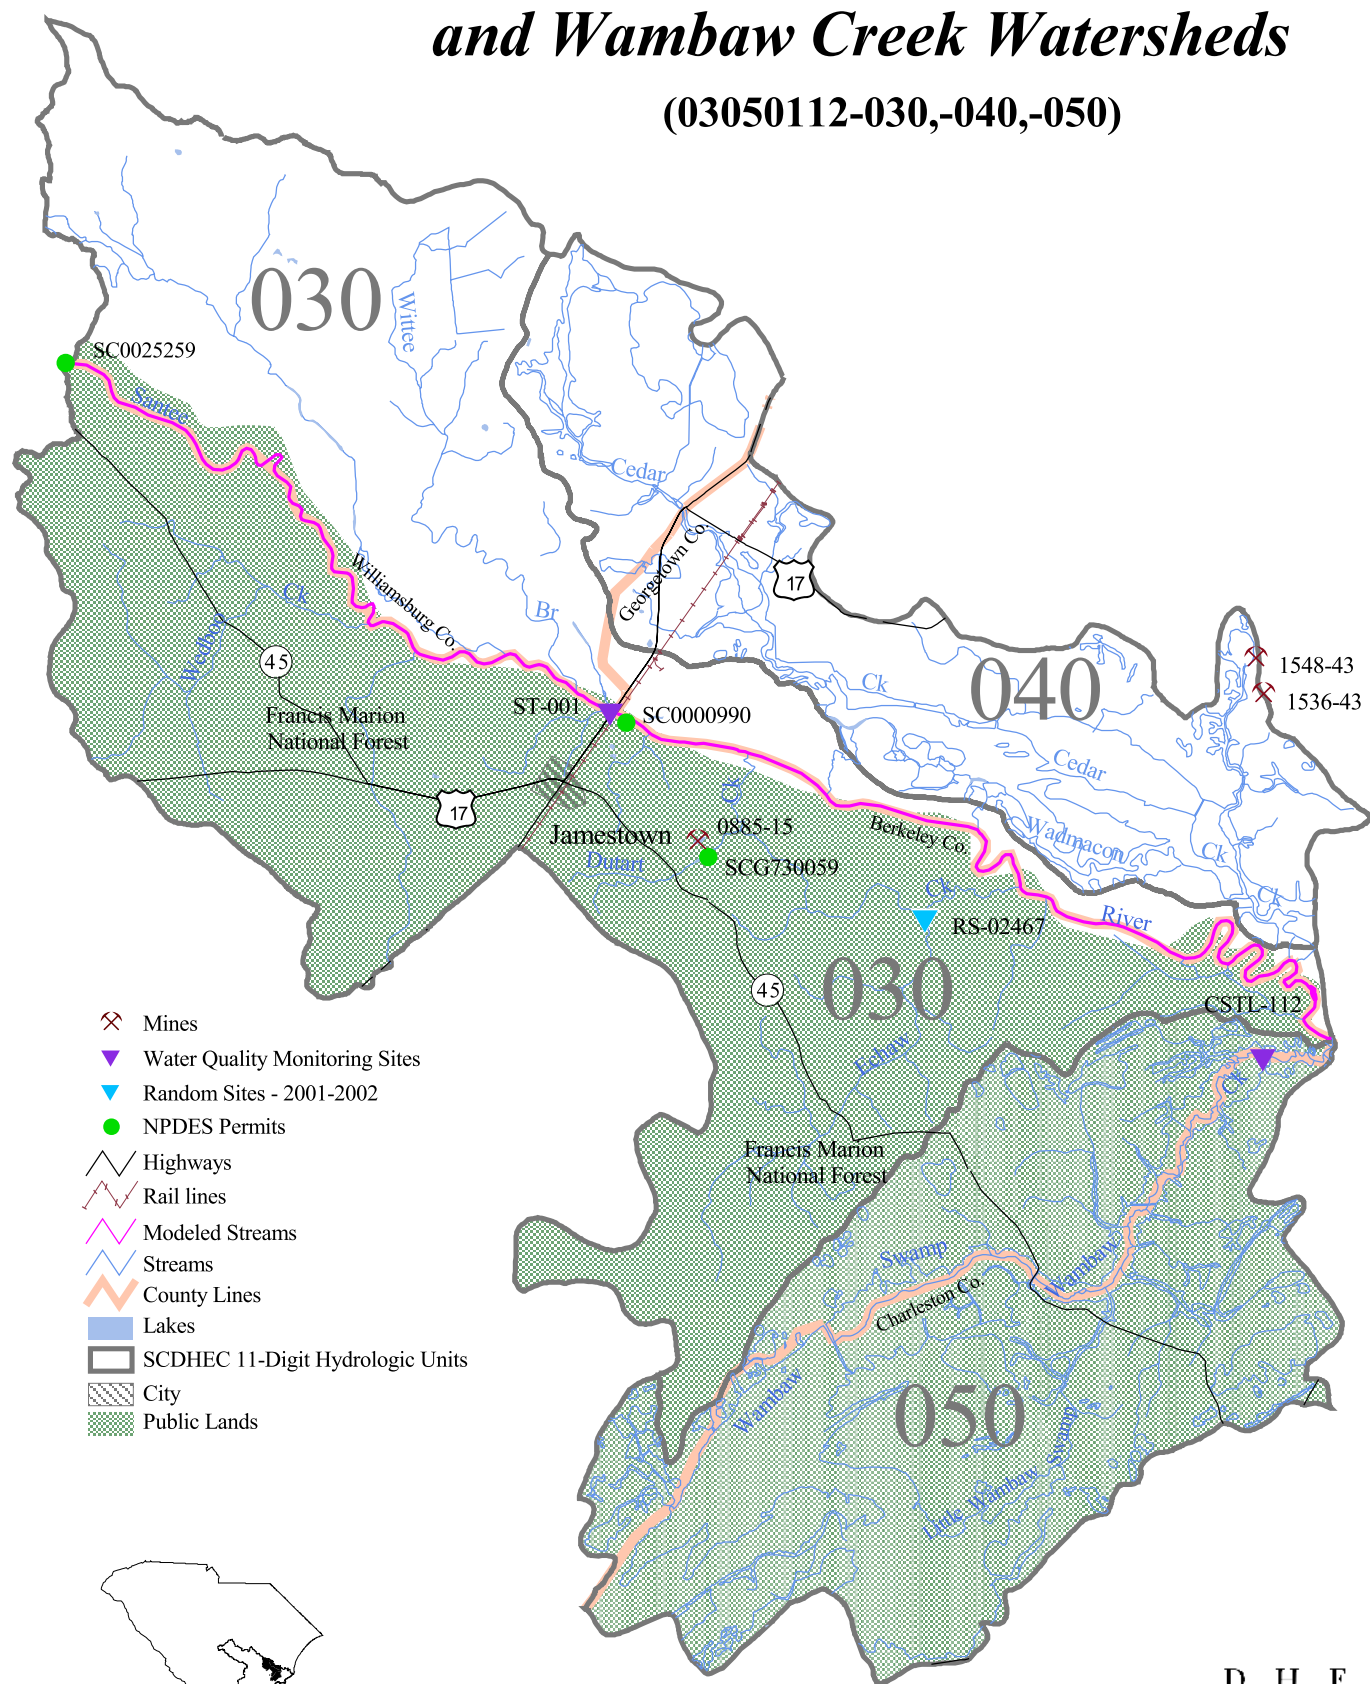 and Wambaw Creek Watersheds
(03050112-030,-040,-050)
030
Wittee
SC0025259
Santee
Cedar
Georgetown Co.
17
Williamsburg Co.
Ck
Br
Wedboo
45
040
Ck
1548-43
1536-43
Francis Marion
National Forest
ST-001
SC0000990
Cedar
17
Ck
Jamestown
0885-15
Berkeley Co.
Wadmacon
Ck
Dutart
SCG730059
Ck
Ck
RS-02467
River
45
030
CSTL-112
Echaw
Ck
Francis Marion
National Forest
Swamp
Wambaw
Charleston Co.
Wambaw
050
Swamp
Little Wambaw
Mines
Water Quality Monitoring Sites
Random Sites - 2001-2002
NPDES Permits
Highways
Rail lines
Modeled Streams
Streams
County Lines
Lakes
SCDHEC 11-Digit Hydrologic Units
City
Public Lands
D H E